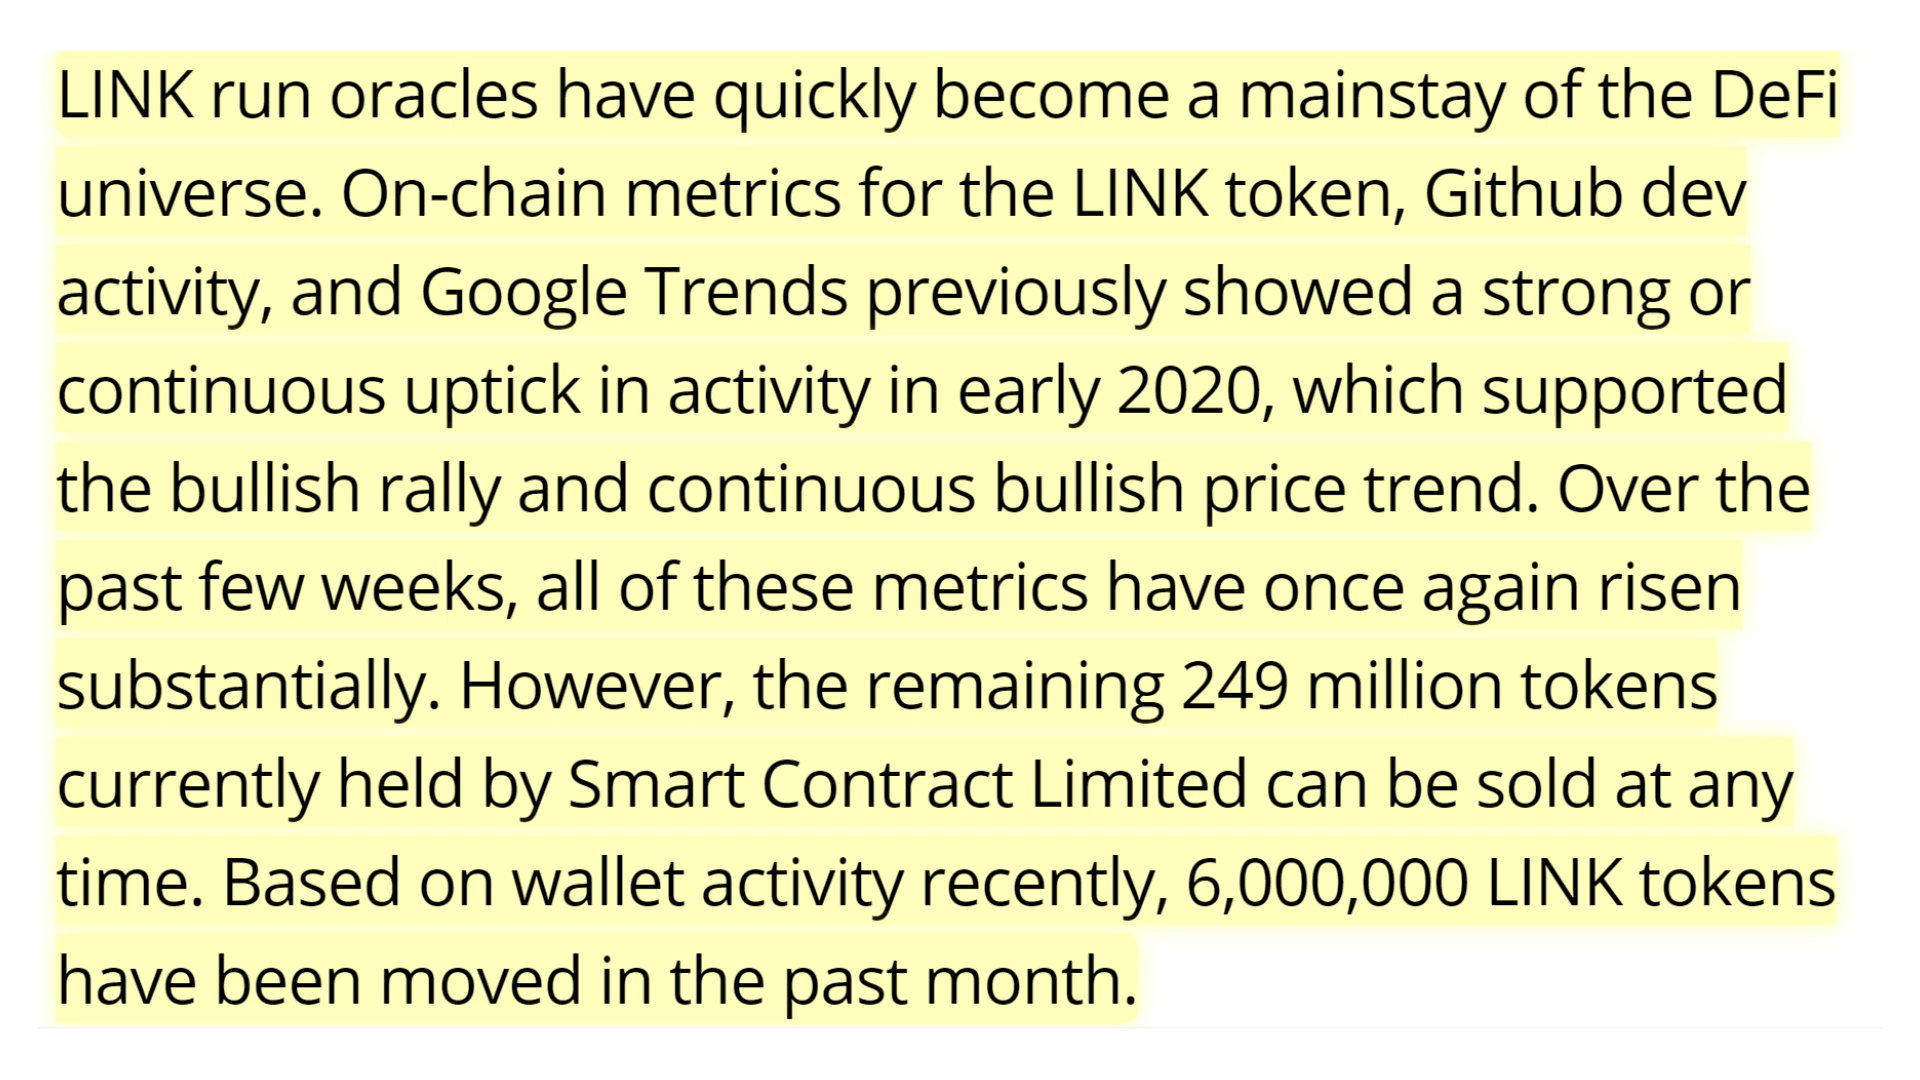 LINK run oracles have quickly become a mainstay of the DeFi
universe. On-chain metrics for the LINK token, Github dev
activity, and Google Trends previously showed a strong or
continuous uptick in activity in early 2020, which supported
the bullish rally and continuous bullish price trend. Over the
past few weeks, all of these metrics have once again risen
substantially. However, the remaining 249 million tokens
currently held by Smart Contract Limited can be sold at any
time. Based on wallet activity recently, 6,000,000 LINK tokens
have been moved in the past month.